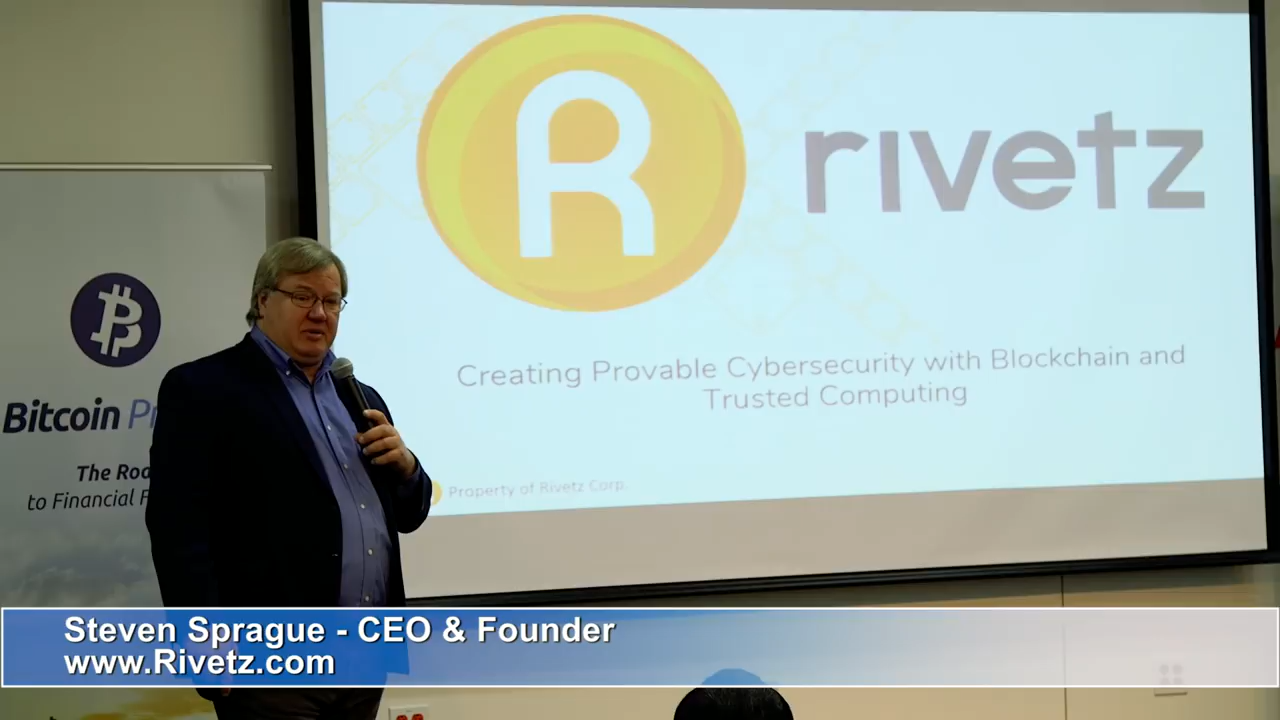 rivetz
Creating Provable Cybersecurity with Blockchain and
Trusted Computing
Property of Rivetz Corp.
Bitcoin
The
to Financial
Steven Sprague - CEO & Founder
www.Rivetz.com